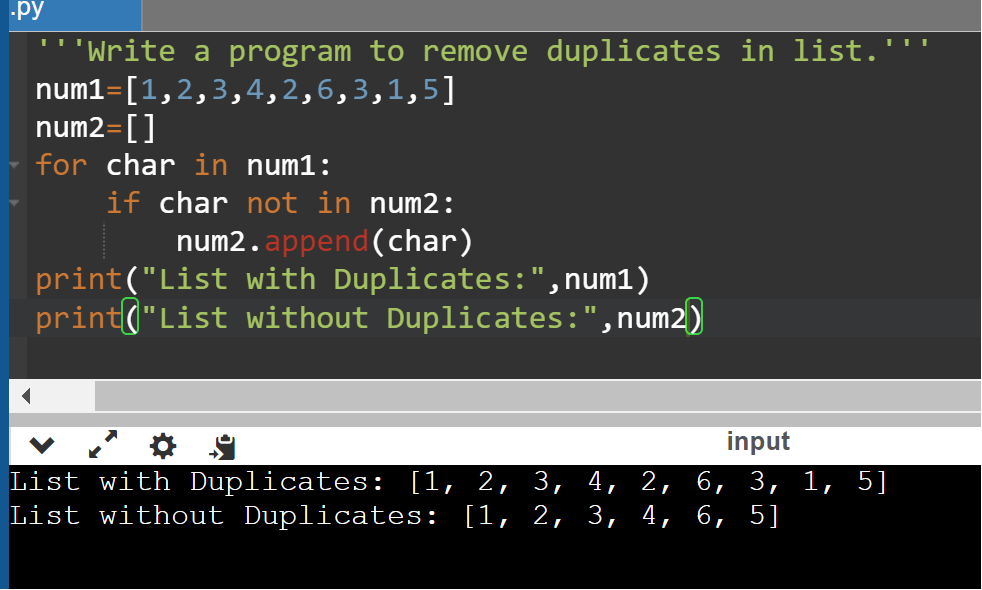 .py
'''Write a program to remove duplicates in list.'''
num1=[1,2,3,4,2,6,3,1,5]
num2=[]
for char in num1:
    if char not in num2:
        num2.append(char)
print("List with Duplicates:",num1)
print("List without Duplicates:",num2)
input
List with Duplicates: [1, 2, 3, 4, 2, 6, 3, 1, 5]
List without Duplicates: [1, 2, 3, 4, 6, 5]